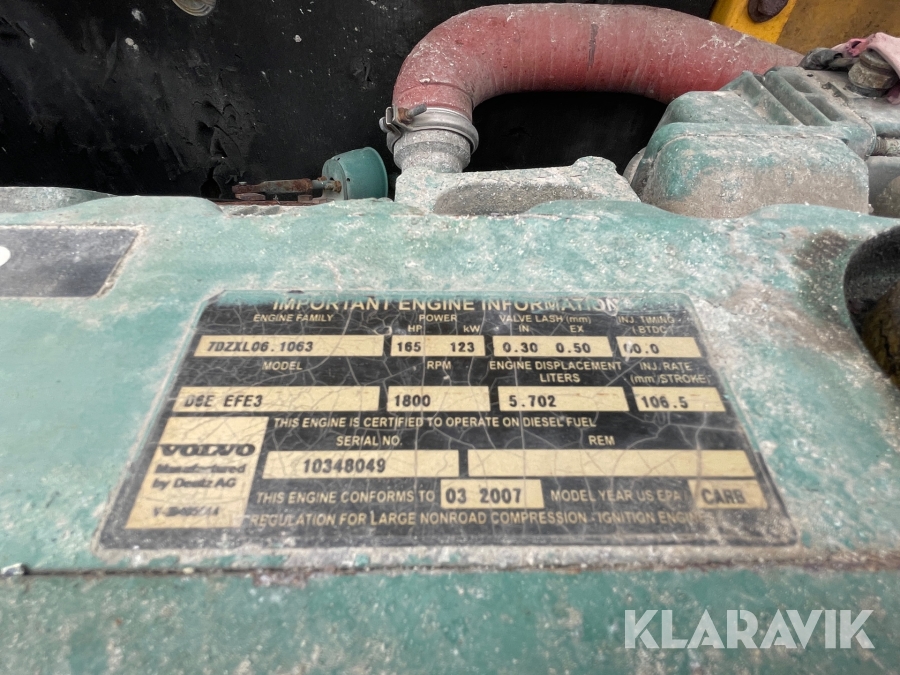 IMPORTANT ENGINE INFORMATION
ENGINE FAMILY POWER VALVE LASH (mm) INJ. TIMING
HP kW IN EX (BTDC)
7DZXL06.1063 165 123 0.30 0.50 00.0
MODEL RPM ENGINE DISPLACEMENT INJ. RATE
LITERS (mm³/STROKE)
D6E EFE3 1800 5.702 106.5
THIS ENGINE IS CERTIFIED TO OPERATE ON DIESEL FUEL
VOLVO SERIAL NO. REM
Manufactured 10348049
by Deutz AG
THIS ENGINE CONFORMS TO 03 2007 MODEL YEAR US EPA CARB
REGULATION FOR LARGE NONROAD COMPRESSION - IGNITION ENGINE
KLARAVIK